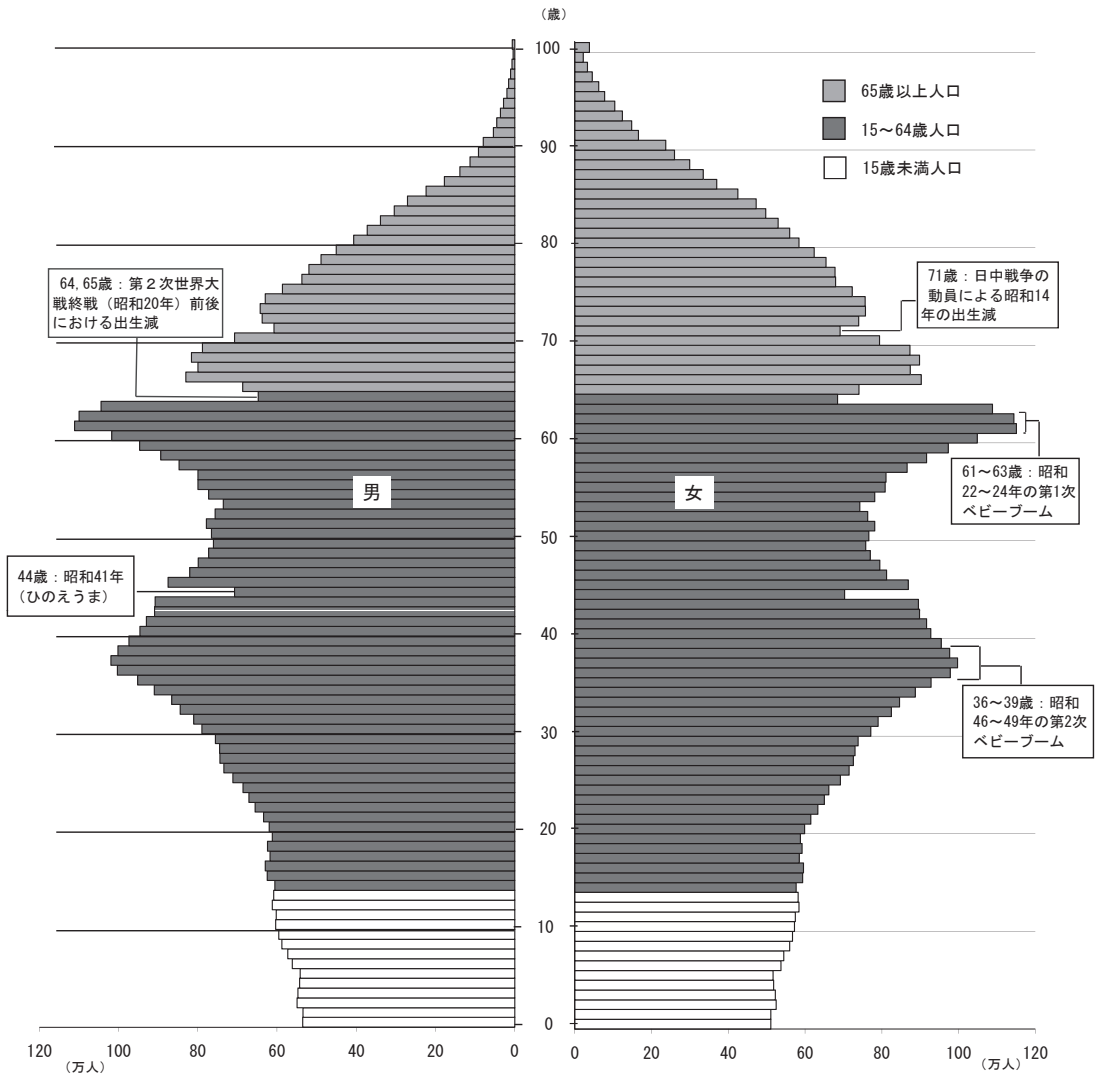 （歳）
100
90
80
70
60
50
40
30
20
10
0
65歳以上人口
15～64歳人口
15歳未満人口
64,65歳：第２次世界大
戦終戦（昭和20年）前後
における出生減
71歳：日中戦争の
動員による昭和14
年の出生減
男
女
61～63歳：昭和
22～24年の第1次
ベビーブーム
44歳：昭和41年
（ひのえうま）
36～39歳：昭和
46～49年の第2次
ベビーブーム
120 100 80 60 40 20 0
（万人）
0 20 40 60 80 100 120
（万人）